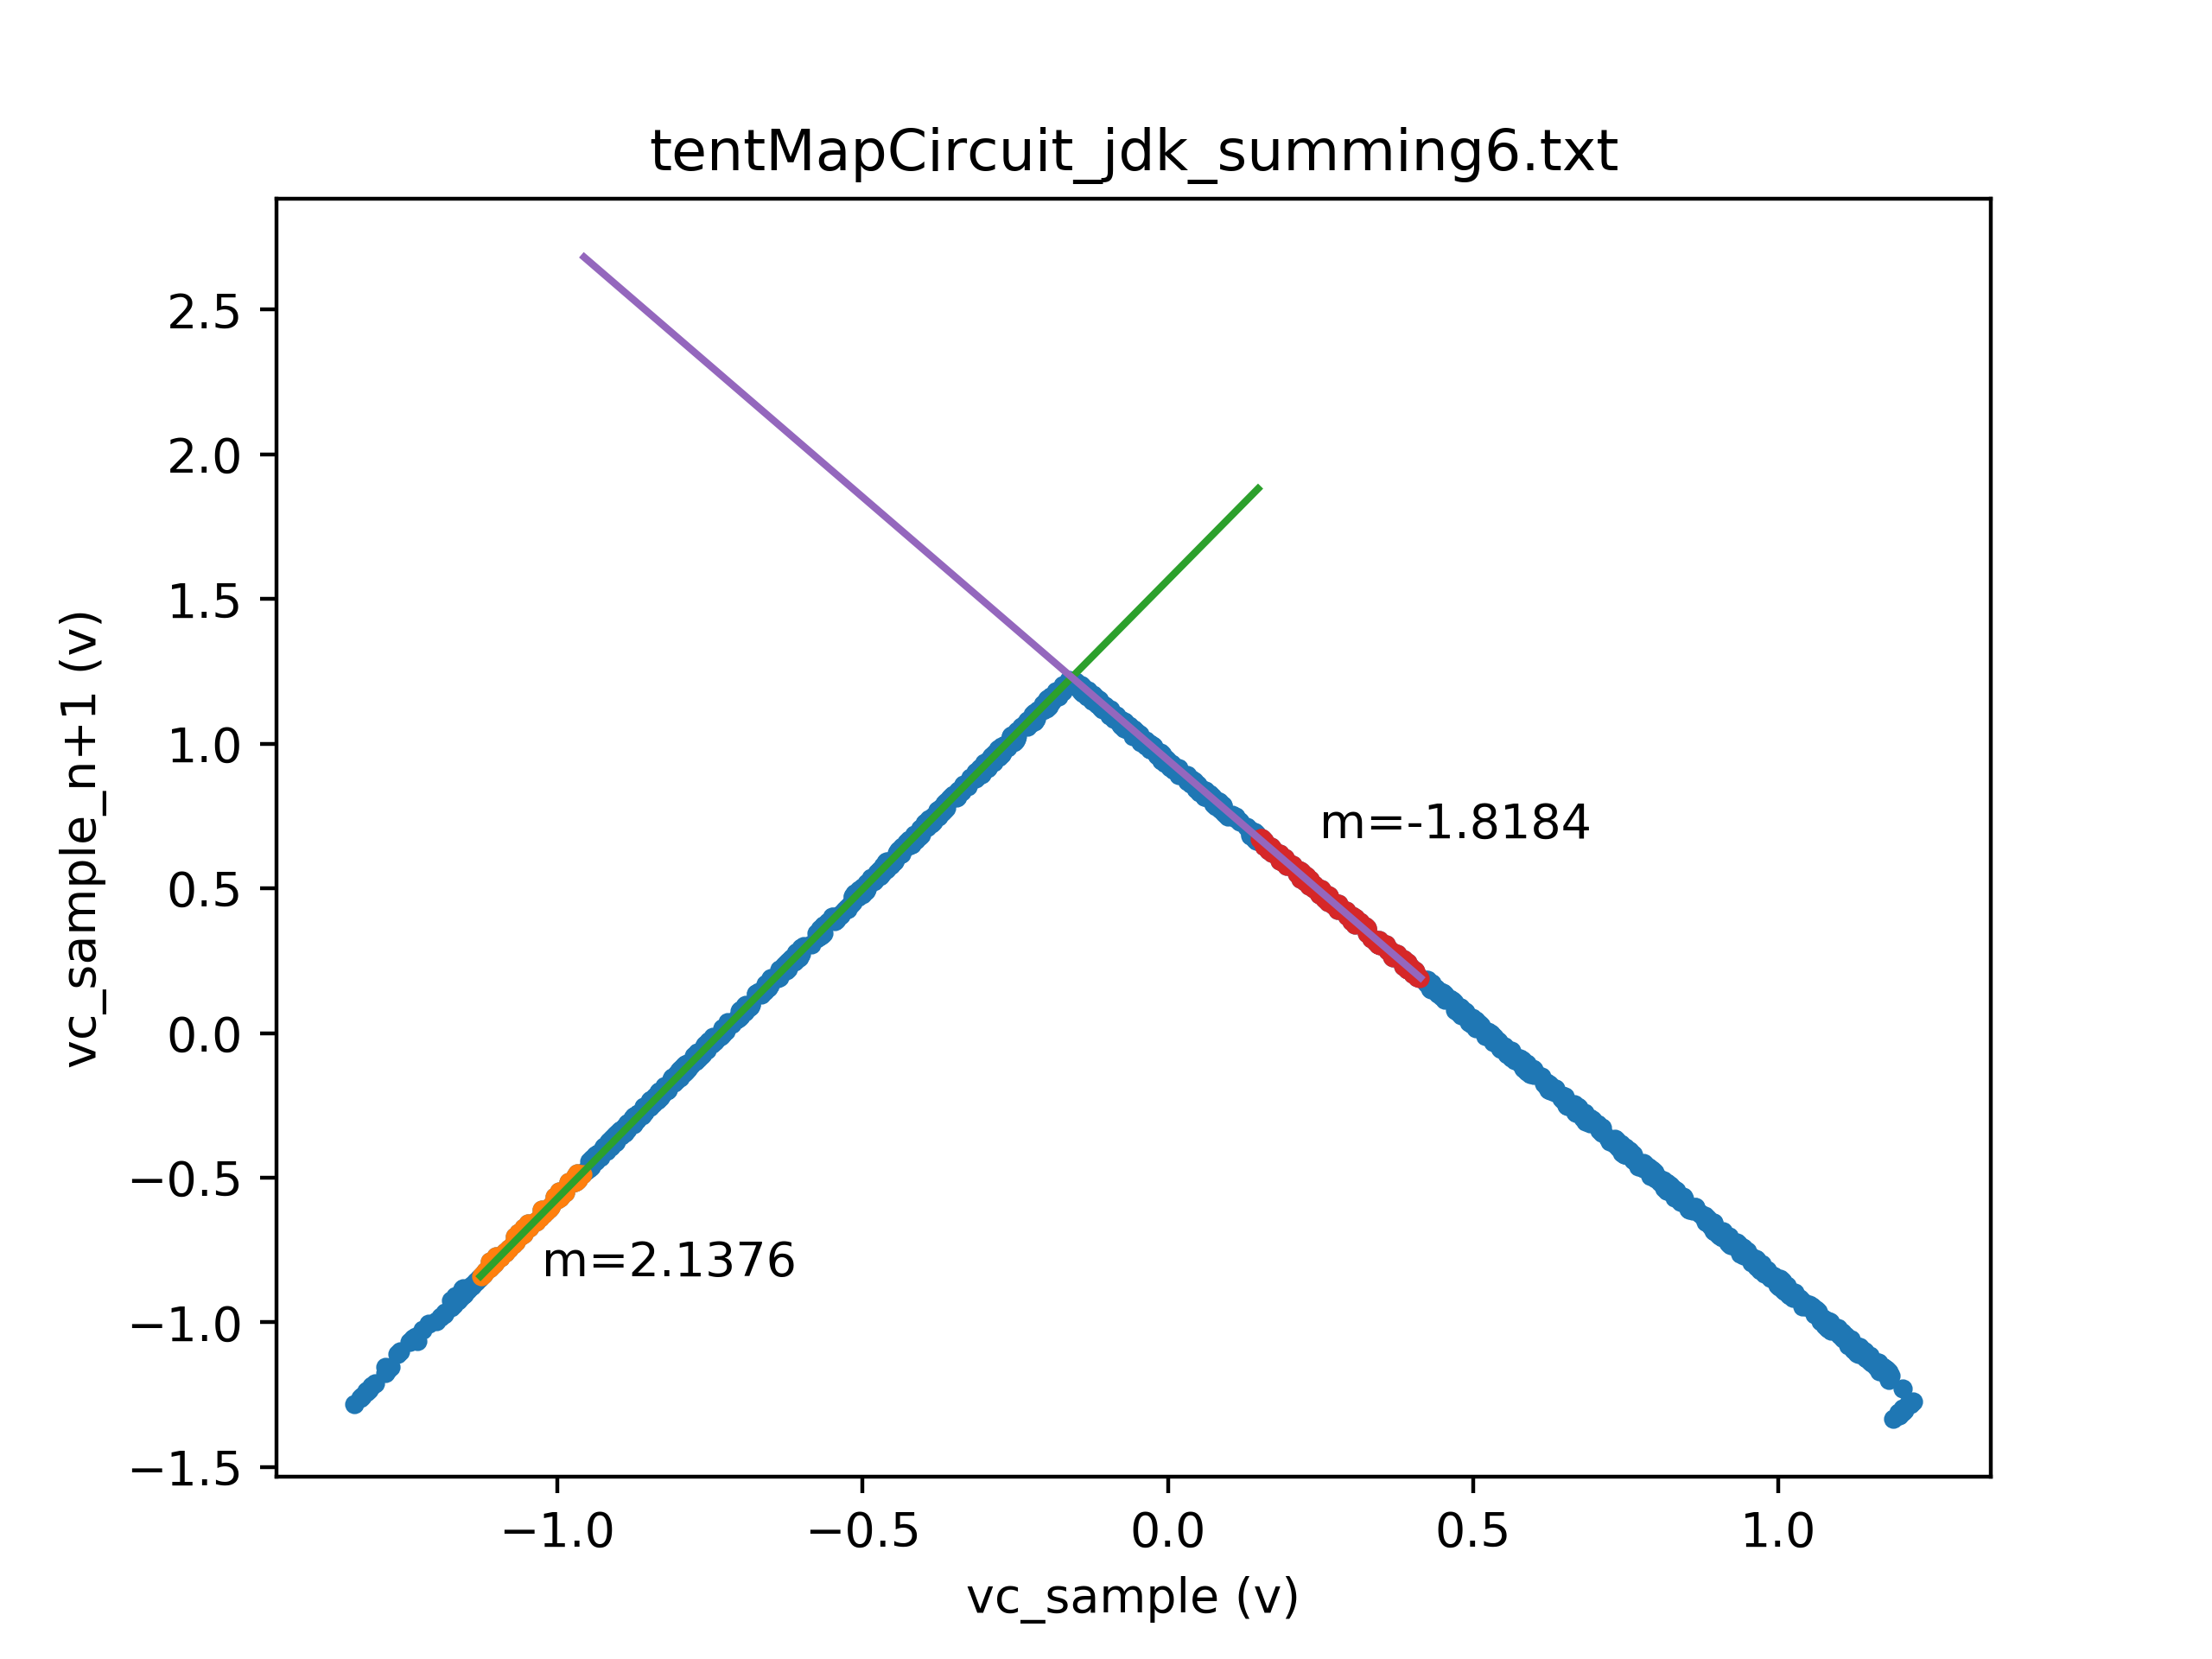 tentMapCircuit_jdk_summing6.txt
2.5
2.0
1.5
1.0
0.5
0.0
−0.5
−1.0
−1.5
vc_sample_n+1 (v)
m=-1.8184
m=2.1376
−1.0
−0.5
0.0
0.5
1.0
vc_sample (v)